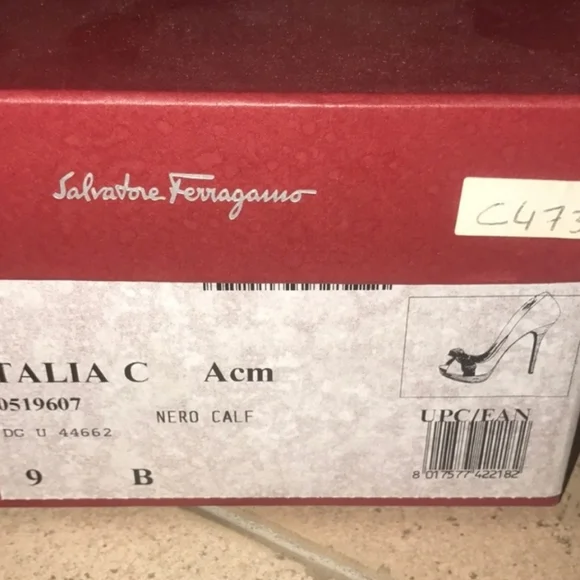 Salvatore Ferragamo
C473
TALIA C Acm
0519607
NERO CALF
DC U 44662
9 B
UPC/EAN
8 017577 422182